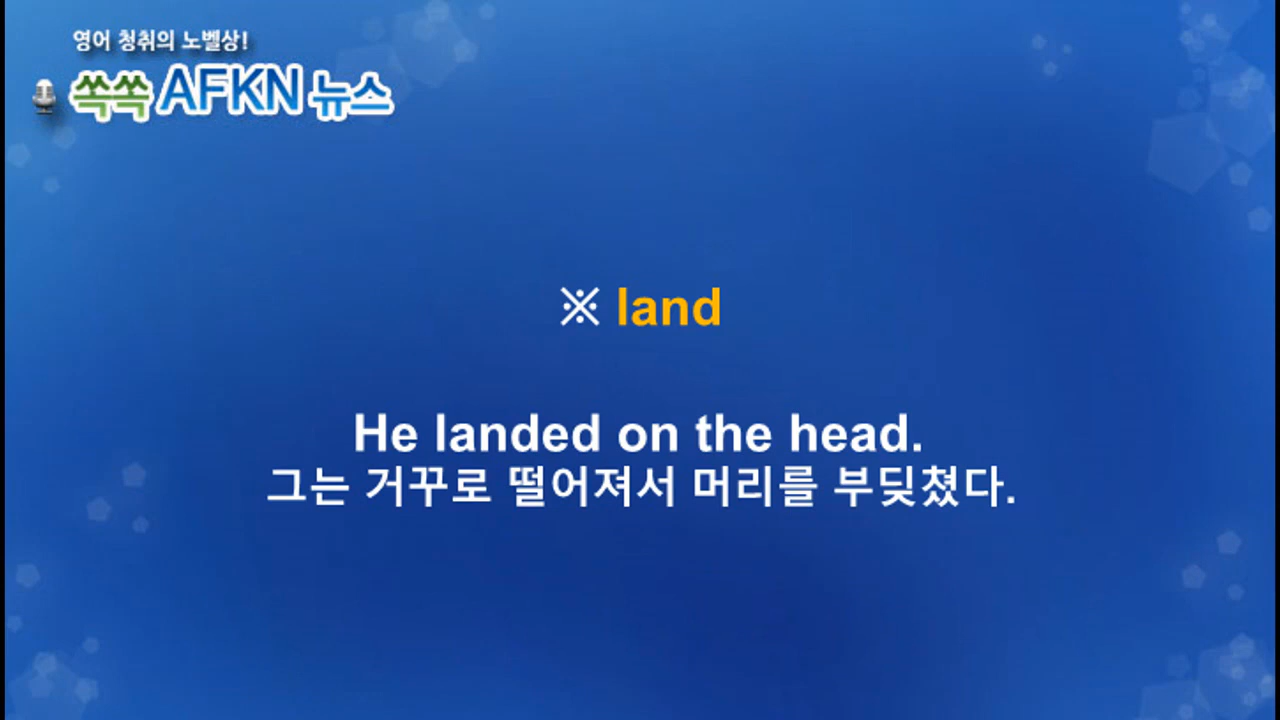 영어 청취의 노벨상!
쏙쏙 AFKN 뉴스
※ land
He landed on the head.
그는 거꾸로 떨어져서 머리를 부딪쳤다.